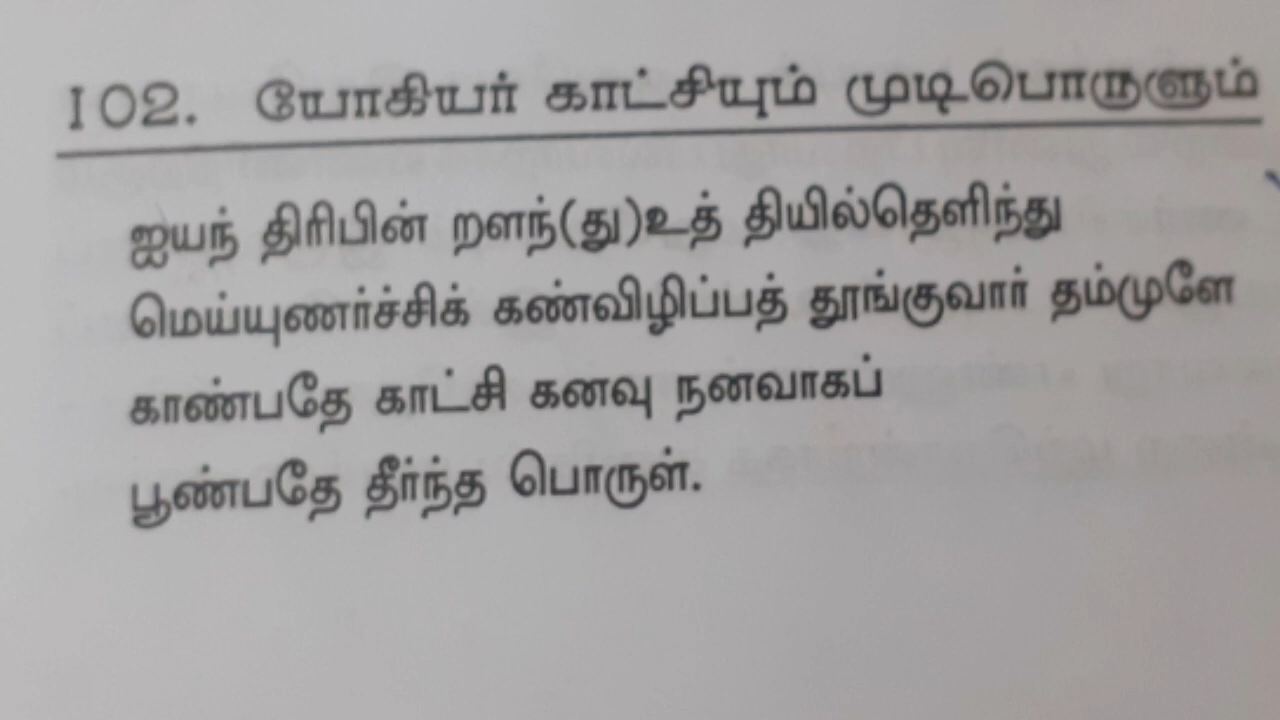 102. யோகியர் காட்சியும் முடிபொருளும்
ஐயந் திரிபின் றளந்(து)உத் தியில்தெளிந்து
மெய்யுணர்ச்சிக் கண்விழிப்பத் தூங்குவார் தம்முளே
காண்பதே காட்சி கனவு நனவாகப்
பூண்பதே தீர்ந்த பொருள்.